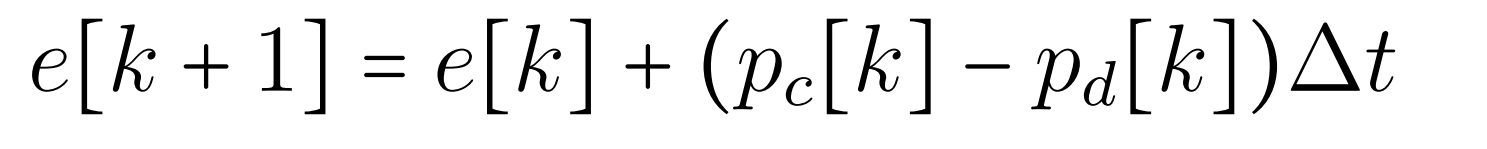 e[k + 1] = e[k] + (p_c[k] − p_d[k])Δt